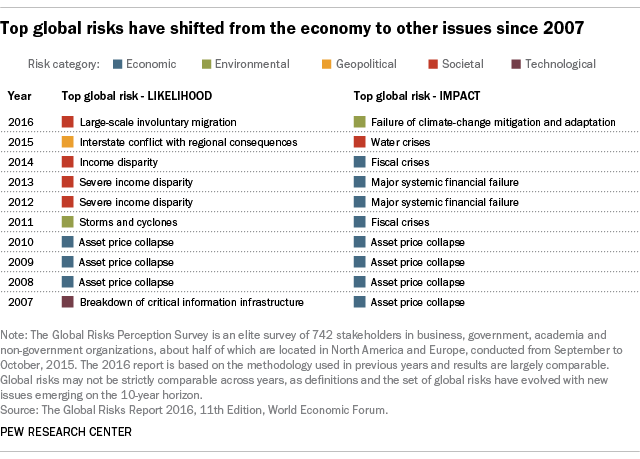 Top global risks have shifted from the economy to other issues since 2007
Risk category: Economic Environmental Geopolitical Societal Technological
Year Top global risk - LIKELIHOOD Top global risk - IMPACT
2016 Large-scale involuntary migration Failure of climate-change mitigation and adaptation
2015 Interstate conflict with regional consequences Water crises
2014 Income disparity Fiscal crises
2013 Severe income disparity Major systemic financial failure
2012 Severe income disparity Major systemic financial failure
2011 Storms and cyclones Fiscal crises
2010 Asset price collapse Asset price collapse
2009 Asset price collapse Asset price collapse
2008 Asset price collapse Asset price collapse
2007 Breakdown of critical information infrastructure Asset price collapse
Note: The Global Risks Perception Survey is an elite survey of 742 stakeholders in business, government, academia and
non-government organizations, about half of which are located in North America and Europe, conducted from September to
October, 2015. The 2016 report is based on the methodology used in previous years and results are largely comparable.
Global risks may not be strictly comparable across years, as definitions and the set of global risks have evolved with new
issues emerging on the 10-year horizon.
Source: The Global Risks Report 2016, 11th Edition, World Economic Forum.
PEW RESEARCH CENTER